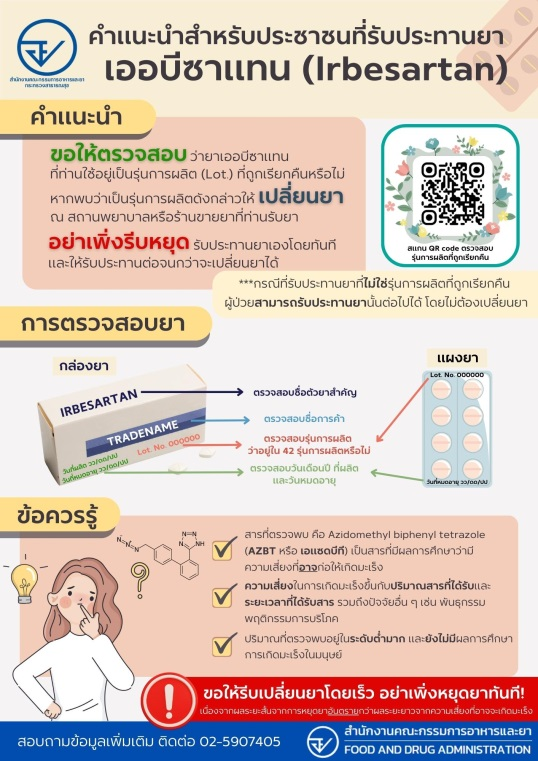 สำนักงานคณะกรรมการอาหารและยา
กระทรวงสาธารณสุข
คำแนะนำสำหรับประชาชนที่รับประทานยา
เออบีซาแทน (Irbesartan)
คำแนะนำ
ขอให้ตรวจสอบ ว่ายาเออบีซาแทน
ที่ท่านใช้อยู่เป็นรุ่นการผลิต (Lot.) ที่ถูกเรียกคืนหรือไม่
หากพบว่าเป็นรุ่นการผลิตดังกล่าวให้ เปลี่ยนยา
ณ สถานพยาบาลหรือร้านขายยาที่ท่านรับยา
อย่าเพิ่งรีบหยุด รับประทานยาเองโดยทันที
และให้รับประทานต่อจนกว่าจะเปลี่ยนยาได้
สแกน QR code ตรวจสอบ
รุ่นการผลิตที่ถูกเรียกคืน
***กรณีที่รับประทานยาที่ไม่ใช่รุ่นการผลิตที่ถูกเรียกคืน
ผู้ป่วยสามารถรับประทานยานั้นต่อไปได้ โดยไม่ต้องเปลี่ยนยา
การตรวจสอบยา
กล่องยา
IRBESARTAN
TRADENAME
Lot. No. 000000
วันที่ผลิต วว/ดด/ปป
วันที่หมดอายุ วว/ดด/ปป
ตรวจสอบชื่อตัวยาสำคัญ
ตรวจสอบชื่อการค้า
ตรวจสอบรุ่นการผลิต
ว่าอยู่ใน 42 รุ่นการผลิตหรือไม่
ตรวจสอบวันเดือนปี ที่ผลิต
และวันหมดอายุ
แผงยา
Lot. No. 000000
วันที่หมดอายุ วว/ดด/ปป
ข้อควรรู้
สารที่ตรวจพบ คือ Azidomethyl biphenyl tetrazole
(AZBT หรือ เอแซดบีที) เป็นสารที่มีผลการศึกษาว่ามี
ความเสี่ยงที่อาจก่อให้เกิดมะเร็ง
ความเสี่ยงในการเกิดมะเร็งขึ้นกับปริมาณสารที่ได้รับและ
ระยะเวลาที่ได้รับสาร รวมถึงปัจจัยอื่น ๆ เช่น พันธุกรรม
พฤติกรรมการบริโภค
ปริมาณที่ตรวจพบอยู่ในระดับต่ำมาก และยังไม่มีผลการศึกษา
การเกิดมะเร็งในมนุษย์
ขอให้รีบเปลี่ยนยาโดยเร็ว อย่าเพิ่งหยุดยาทันที!
เนื่องจากผลระยะสั้นจากการหยุดยาอันตรายกว่าผลระยะยาวจากความเสี่ยงที่อาจจะเกิดมะเร็ง
สอบถามข้อมูลเพิ่มเติม ติดต่อ 02-5907405
สำนักงานคณะกรรมการอาหารและยา
FOOD AND DRUG ADMINISTRATION